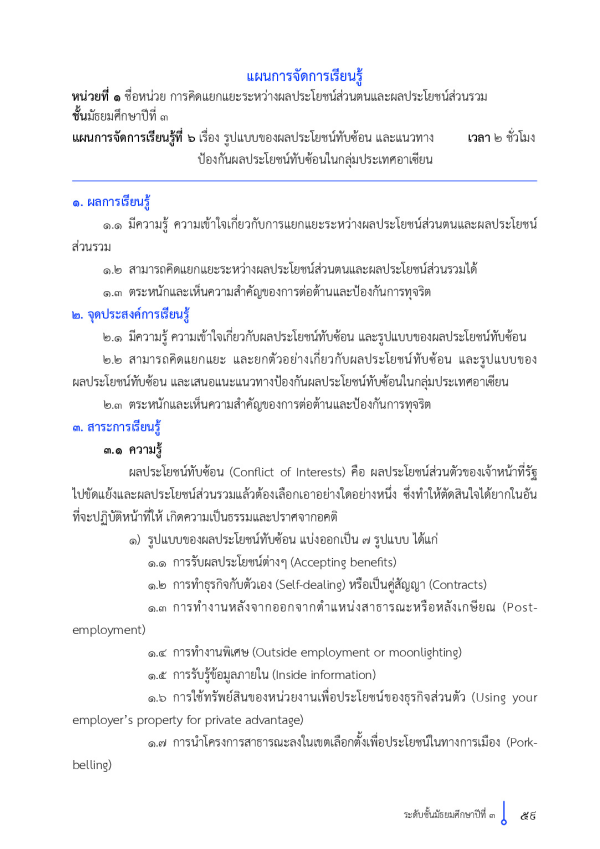 แผนการจัดการเรียนรู้
หน่วยที่ ๑ ชื่อหน่วย การคิดแยกแยะระหว่างผลประโยชน์ส่วนตนและผลประโยชน์ส่วนรวม
ชั้นมัธยมศึกษาปีที่ ๓
แผนการจัดการเรียนรู้ที่ ๖ เรื่อง รูปแบบของผลประโยชน์ทับซ้อน และแนวทาง เวลา ๒ ชั่วโมง
ป้องกันผลประโยชน์ทับซ้อนในกลุ่มประเทศอาเซียน
๑. ผลการเรียนรู้
๑.๑ มีความรู้ ความเข้าใจเกี่ยวกับการแยกแยะระหว่างผลประโยชน์ส่วนตนและผลประโยชน์
ส่วนรวม
๑.๒ สามารถคิดแยกแยะระหว่างผลประโยชน์ส่วนตนและผลประโยชน์ส่วนรวมได้
๑.๓ ตระหนักและเห็นความสำคัญของการต่อต้านและป้องกันการทุจริต
๒. จุดประสงค์การเรียนรู้
๒.๑ มีความรู้ ความเข้าใจเกี่ยวกับผลประโยชน์ทับซ้อน และรูปแบบของผลประโยชน์ทับซ้อน
๒.๒ สามารถคิดแยกแยะ และยกตัวอย่างเกี่ยวกับผลประโยชน์ทับซ้อน และรูปแบบของ
ผลประโยชน์ทับซ้อน และเสนอแนะแนวทางป้องกันผลประโยชน์ทับซ้อนในกลุ่มประเทศอาเซียน
๒.๓ ตระหนักและเห็นความสำคัญของการต่อต้านและป้องกันการทุจริต
๓. สาระการเรียนรู้
๓.๑ ความรู้
ผลประโยชน์ทับซ้อน (Conflict of Interests) คือ ผลประโยชน์ส่วนตัวของเจ้าหน้าที่รัฐ
ไปขัดแย้งและผลประโยชน์ส่วนรวมแล้วต้องเลือกเอาอย่างใดอย่างหนึ่ง ซึ่งทำให้ตัดสินใจได้ยากในอัน
ที่จะปฏิบัติหน้าที่ให้ เกิดความเป็นธรรมและปราศจากอคติ
๑) รูปแบบของผลประโยชน์ทับซ้อน แบ่งออกเป็น ๗ รูปแบบ ได้แก่
๑.๑ การรับผลประโยชน์ต่างๆ (Accepting benefits)
๑.๒ การทำธุรกิจกับตัวเอง (Self-dealing) หรือเป็นคู่สัญญา (Contracts)
๑.๓ การทำงานหลังจากออกจากตำแหน่งสาธารณะหรือหลังเกษียณ (Post-
employment)
๑.๔ การทำงานพิเศษ (Outside employment or moonlighting)
๑.๕ การรับรู้ข้อมูลภายใน (Inside information)
๑.๖ การใช้ทรัพย์สินของหน่วยงานเพื่อประโยชน์ของธุรกิจส่วนตัว (Using your
employer's property for private advantage)
๑.๗ การนำโครงการสาธารณะลงในเขตเลือกตั้งเพื่อประโยชน์ในทางการเมือง (Pork-
belling)
ระดับชั้นมัธยมศึกษาปีที่ ๓ ๕๙